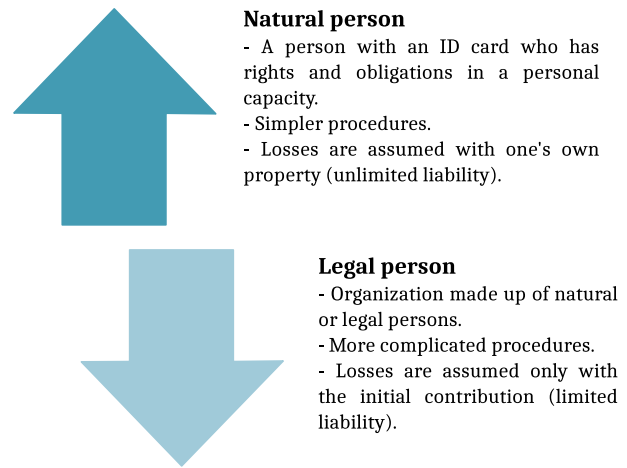 Natural person
- A person with an ID card who has
rights and obligations in a personal
capacity.
- Simpler procedures.
- Losses are assumed with one's own
property (unlimited liability).
Legal person
- Organization made up of natural
or legal persons.
- More complicated procedures.
- Losses are assumed only with
the initial contribution (limited
liability).